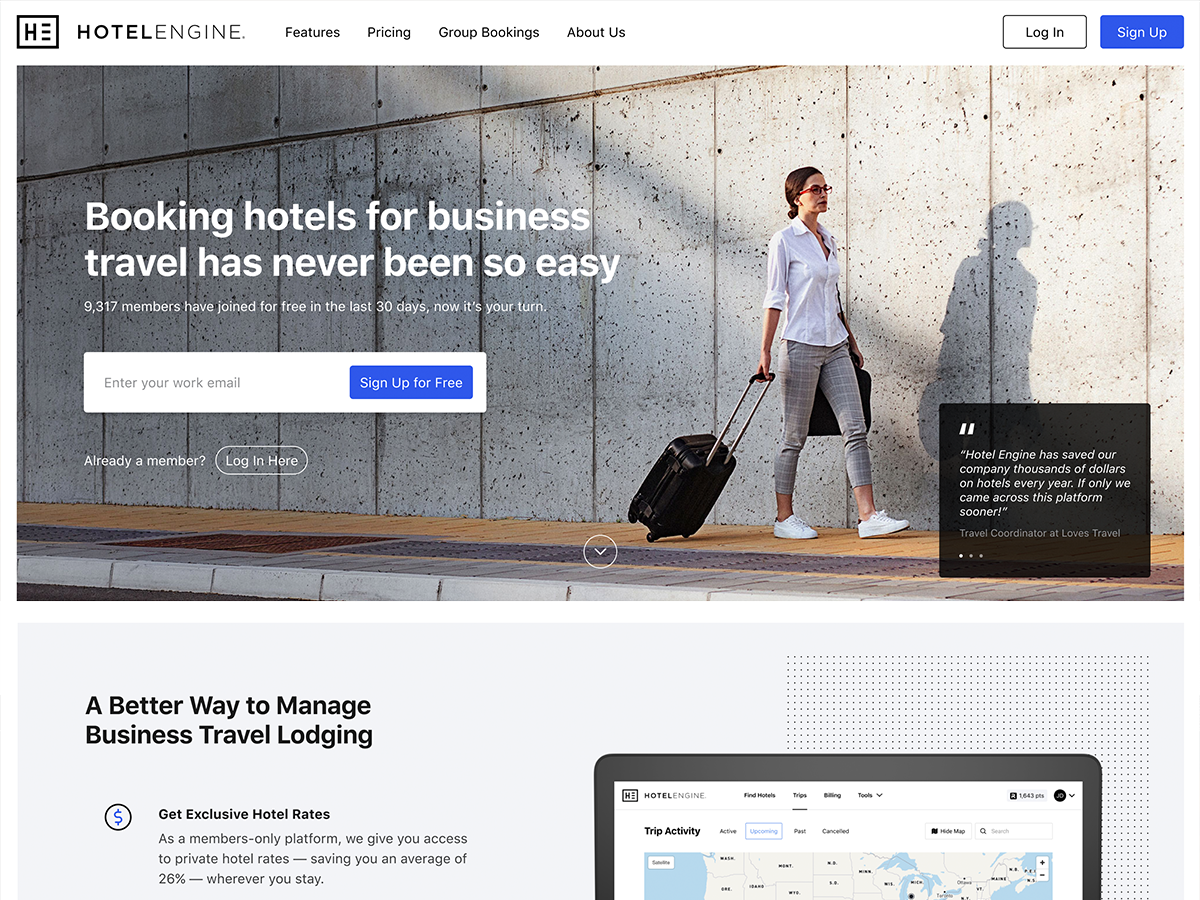 HE HOTELENGINE.
Features
Pricing
Group Bookings
About Us
Log In
Sign Up
Booking hotels for business
travel has never been so easy
9,317 members have joined for free in the last 30 days, now it's your turn.
Enter your work email
Sign Up for Free
Already a member?
Log In Here
“Hotel Engine has saved our
company thousands of dollars
on hotels every year. If only we
came across this platform
sooner!”
Travel Coordinator at Loves Travel
A Better Way to Manage
Business Travel Lodging
Get Exclusive Hotel Rates
As a members-only platform, we give you access
to private hotel rates — saving you an average of
26% — wherever you stay.
HE HOTELENGINE.
Find Hotels
Trips
Billing
Tools
1,643 pts
JD
Trip Activity
Active
Upcoming
Past
Cancelled
Hide Map
Search
Satellite
+
−
WASH.
MONT.
N.D.
MINN.
ORE.
IDAHO
WYO.
S.D.
WIS.
MICH.
Ottawa
Toronto
N.Y.
VT.
MAINE
N.B.
P.E.I.
N.S.